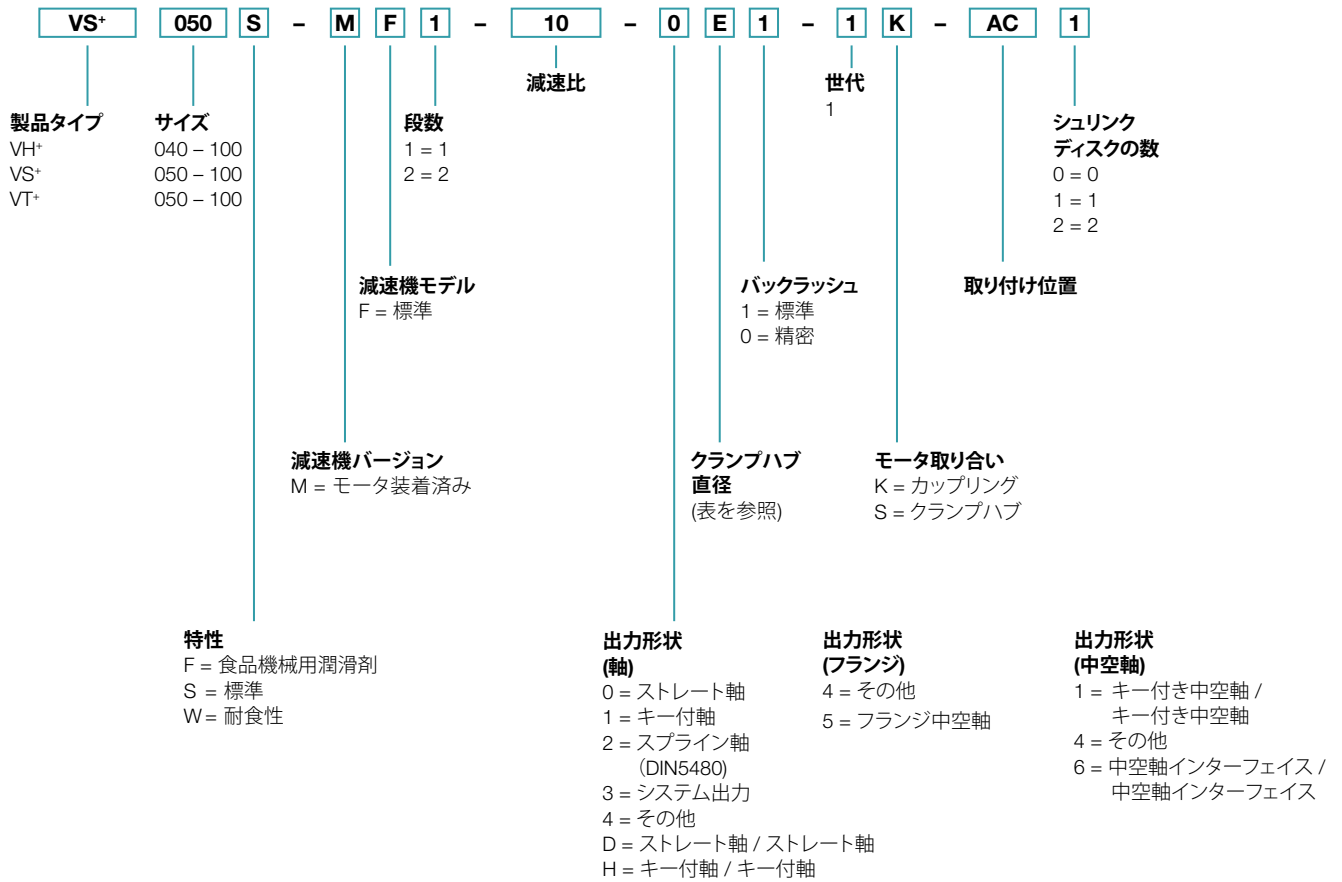 VS⁺ 050 S – M F 1 – 10 – 0 E 1 – 1 K – AC 1
減速比
世代
1
製品タイプ
VH⁺
VS⁺
VT⁺
サイズ
040 – 100
050 – 100
050 – 100
段数
1 = 1
2 = 2
シュリンク
ディスクの数
0 = 0
1 = 1
2 = 2
減速機モデル
F = 標準
バックラッシュ
1 = 標準
0 = 精密
取り付け位置
減速機バージョン
M = モータ装着済み
クランプハブ
直径
(表を参照)
モータ取り合い
K = カップリング
S = クランプハブ
特性
F = 食品機械用潤滑剤
S = 標準
W = 耐食性
出力形状
(軸)
0 = ストレート軸
1 = キー付軸
2 = スプライン軸
（DIN5480)
3 = システム出力
4 = その他
D = ストレート軸 / ストレート軸
H = キー付軸 / キー付軸
出力形状
(フランジ)
4 = その他
5 = フランジ中空軸
出力形状
(中空軸)
1 = キー付き中空軸 /
キー付き中空軸
4 = その他
6 = 中空軸インターフェイス /
中空軸インターフェイス